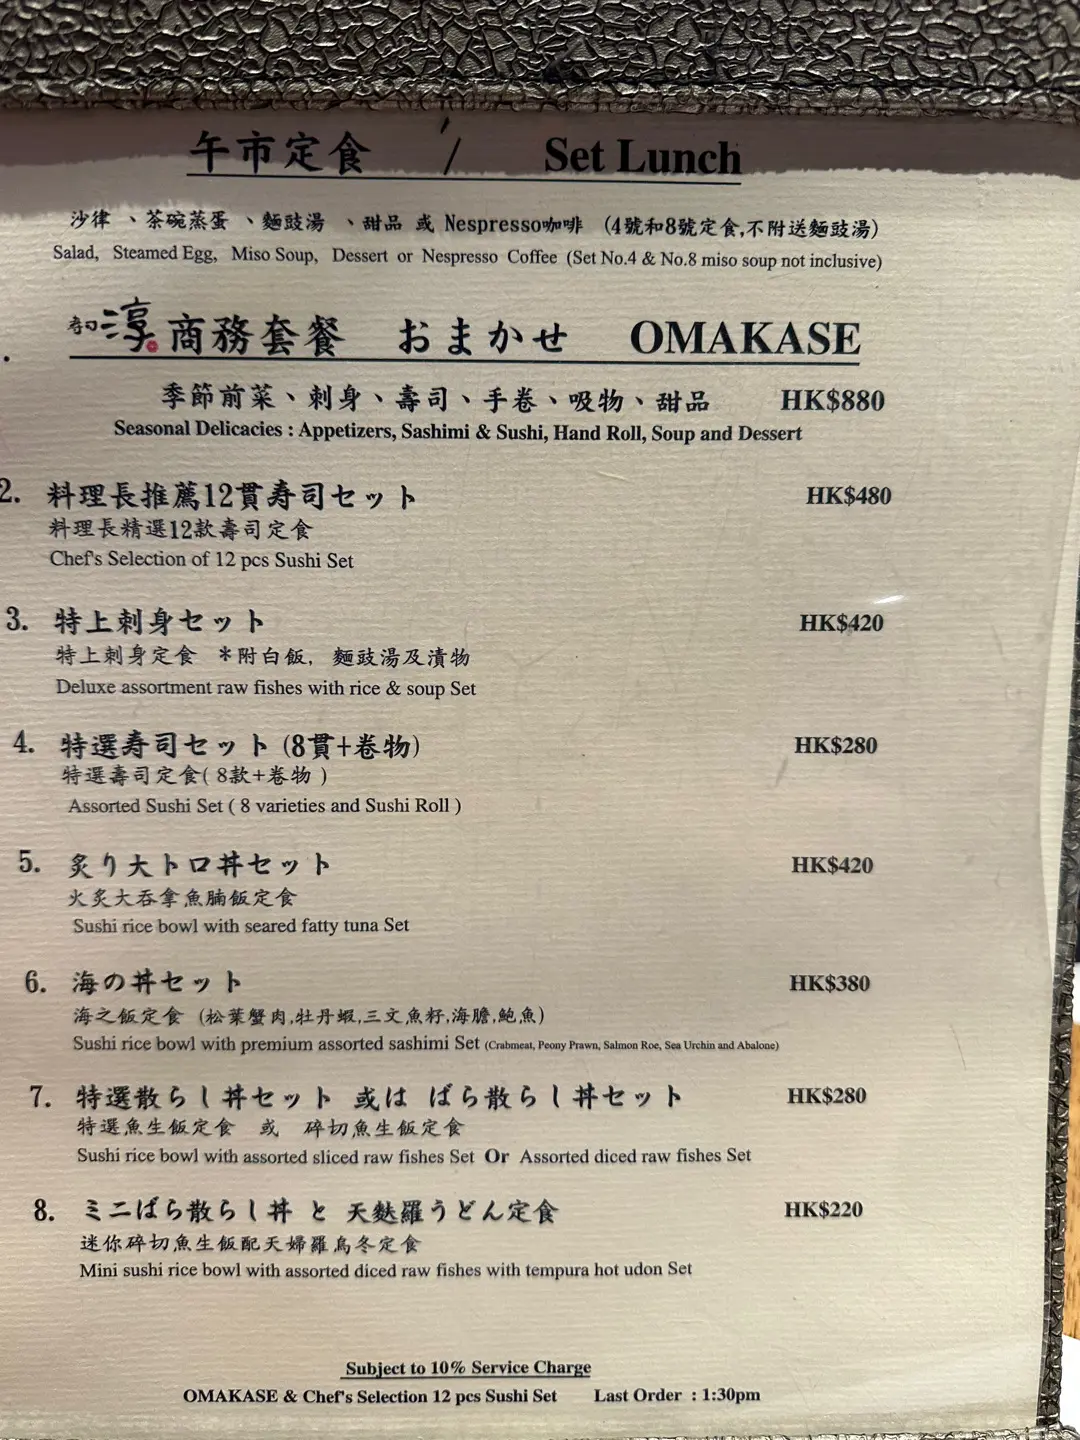 午市定食 / Set Lunch
沙律 、茶碗蒸蛋 、麵豉湯 、甜品 或 Nespresso咖啡 (4號和8號定食,不附送麵豉湯)
Salad, Steamed Egg, Miso Soup, Dessert or Nespresso Coffee (Set No.4 & No.8 miso soup not inclusive)
寿司淳 商務套餐 おまかせ OMAKASE
季節前菜、刺身、壽司、手卷、吸物、甜品 HK$880
Seasonal Delicacies : Appetizers, Sashimi & Sushi, Hand Roll, Soup and Dessert
2. 料理長推薦12貫寿司セット HK$480
料理長精選12款壽司定食
Chef's Selection of 12 pcs Sushi Set
3. 特上刺身セット HK$420
特上刺身定食 *附白飯, 麵豉湯及漬物
Deluxe assortment raw fishes with rice & soup Set
4. 特選寿司セット (8貫+巻物) HK$280
特選壽司定食( 8款+卷物 )
Assorted Sushi Set ( 8 varieties and Sushi Roll )
5. 炙り大トロ丼セット HK$420
火炙大吞拿魚腩飯定食
Sushi rice bowl with seared fatty tuna Set
6. 海の丼セット HK$380
海之飯定食 (松葉蟹肉,牡丹蝦,三文魚籽,海膽,鮑魚)
Sushi rice bowl with premium assorted sashimi Set (Crabmeat, Peony Prawn, Salmon Roe, Sea Urchin and Abalone)
7. 特選散らし丼セット 或は ばら散らし丼セット HK$280
特選魚生飯定食 或 碎切魚生飯定食
Sushi rice bowl with assorted sliced raw fishes Set Or Assorted diced raw fishes Set
8. ミニばら散らし丼 と 天麩羅うどん定食 HK$220
迷你碎切魚生飯配天婦羅烏冬定食
Mini sushi rice bowl with assorted diced raw fishes with tempura hot udon Set
Subject to 10% Service Charge
OMAKASE & Chef's Selection 12 pcs Sushi Set Last Order : 1:30pm